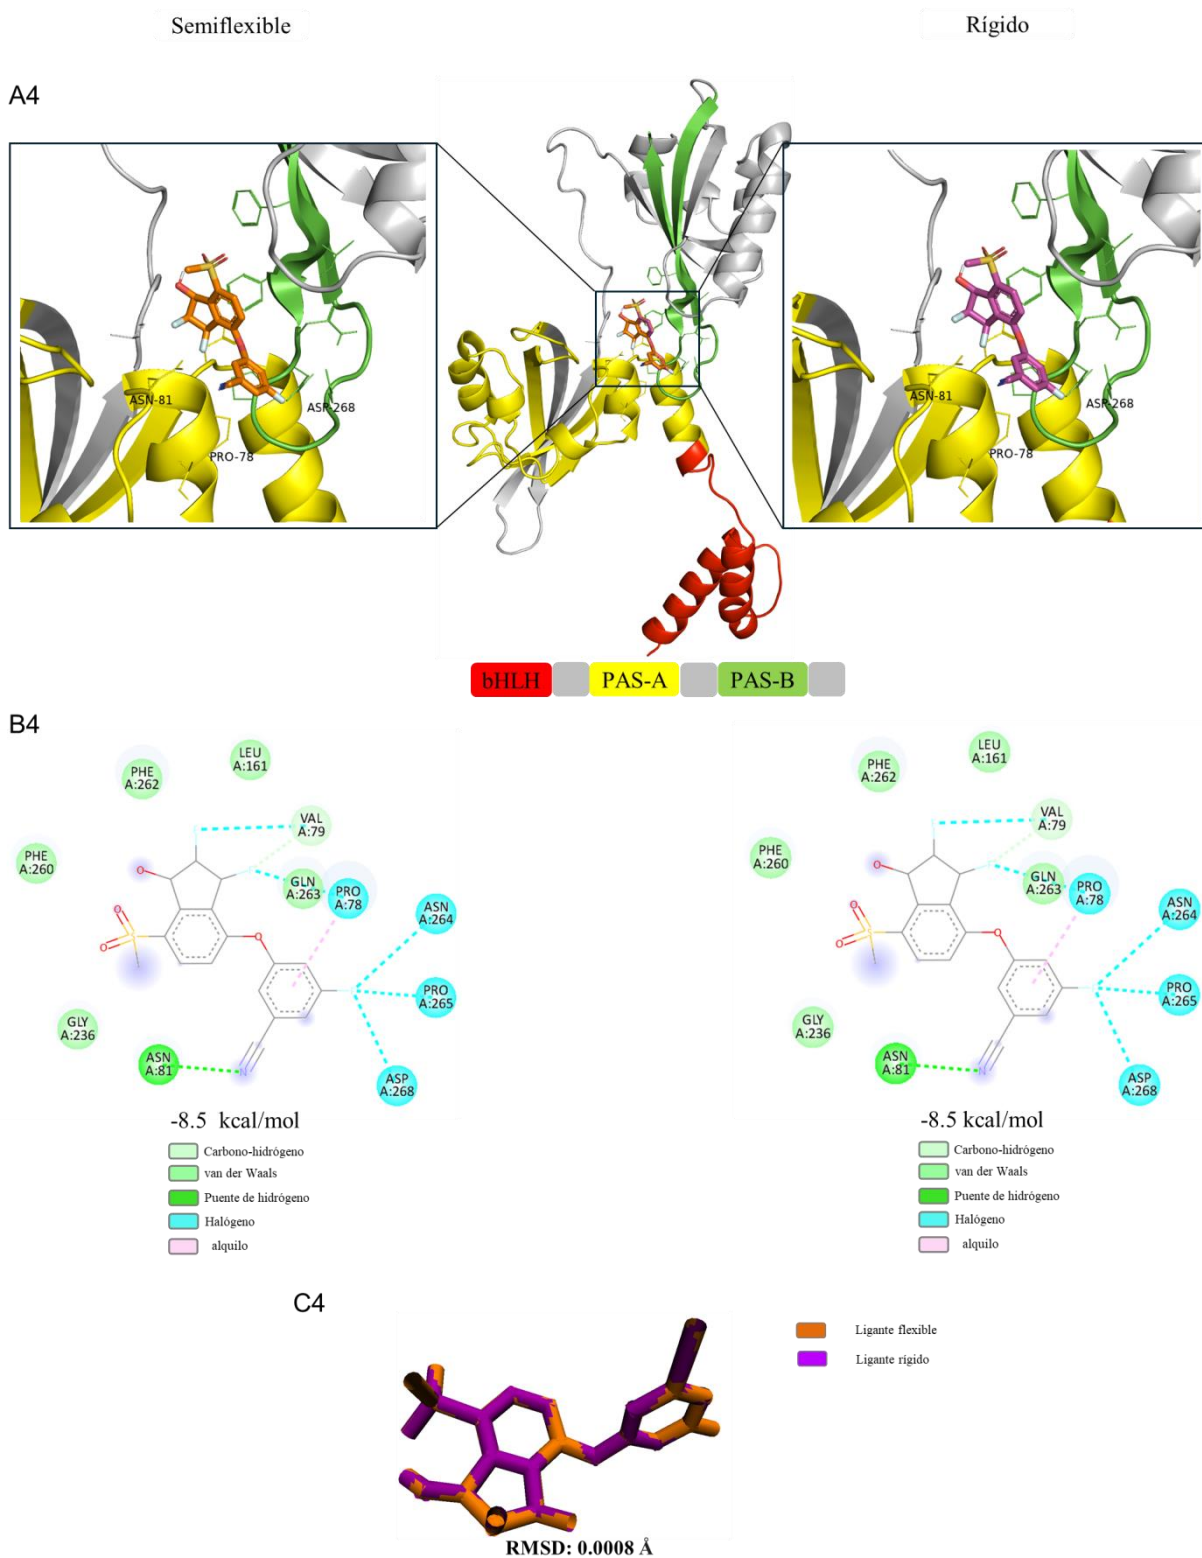 Semiflexible
Rígido
A4
ASN-81
ASP-268
PRO-78
ASN-81
ASP-268
PRO-78
bHLH
PAS-A
PAS-B
B4
LEU
A:161
PHE
A:262
VAL
A:79
PHE
A:260
GLN
A:263
PRO
A:78
ASN
A:264
O
O
O
O
PRO
A:265
GLY
A:236
ASN
A:81
N
ASP
A:268
-8.5 kcal/mol
Carbono-hidrógeno
van der Waals
Puente de hidrógeno
Halógeno
alquilo
LEU
A:161
PHE
A:262
VAL
A:79
PHE
A:260
GLN
A:263
PRO
A:78
ASN
A:264
O
O
O
O
PRO
A:265
GLY
A:236
ASN
A:81
N
ASP
A:268
-8.5 kcal/mol
Carbono-hidrógeno
van der Waals
Puente de hidrógeno
Halógeno
alquilo
C4
Ligante flexible
Ligante rígido
RMSD: 0.0008 Å